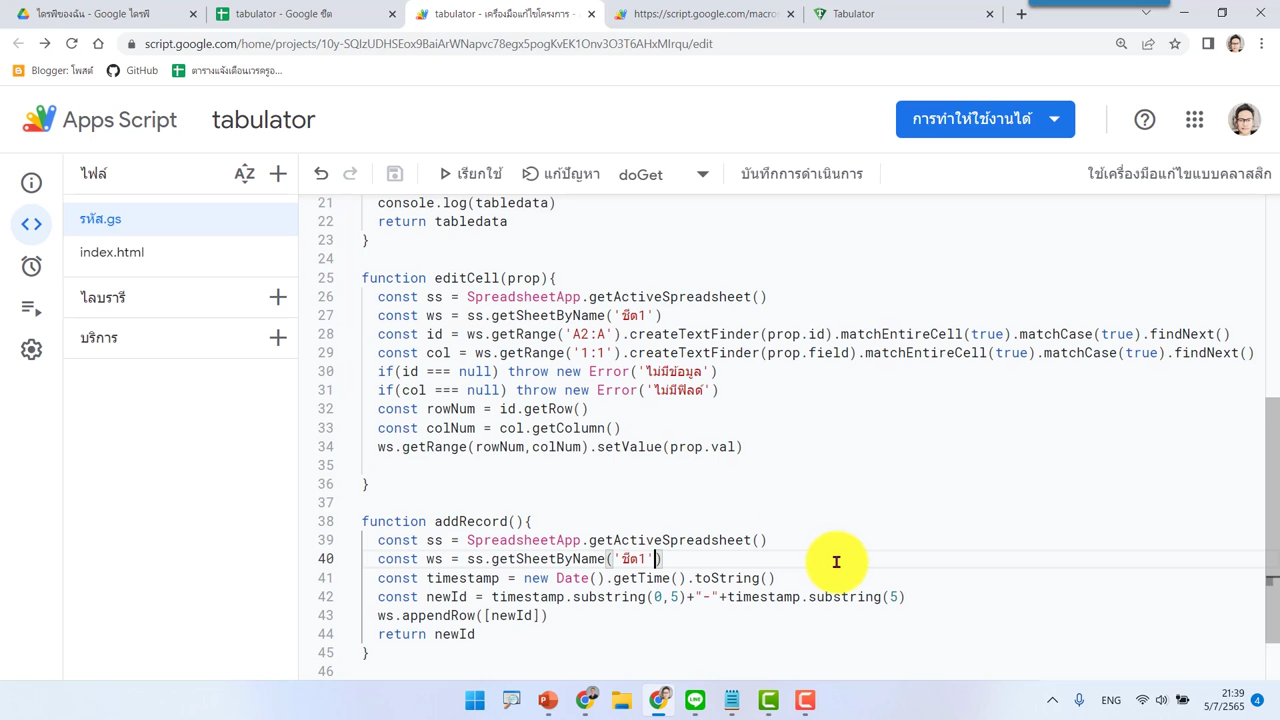 ไดรฟ์ของฉัน - Google ไดรฟ์
tabulator - Google ชีต
tabulator - เครื่องมือแก้ไขโครงการ -
https://script.google.com/macros
Tabulator
script.google.com/home/projects/10y-SQIzUDHSEox9BaiArWNapvc78egx5pogKvEK1Onv3O3T6AHxMIrqu/edit
Blogger: โพสต์
GitHub
ตารางแจ้งเตือนเวรครูอ...
Apps Script
tabulator
การทำให้ใช้งานได้
ไฟล์
เรียกใช้
แก้ปัญหา
doGet
บันทึกการดำเนินการ
ใช้เครื่องมือแก้ไขแบบคลาสสิก
รหัส.gs
index.html
ไลบรารี
บริการ
21 console.log(tabledata)
22 return tabledata
23 }
24
25 function editCell(prop){
26 const ss = SpreadsheetApp.getActiveSpreadsheet()
27 const ws = ss.getSheetByName('ชีต1')
28 const id = ws.getRange('A2:A').createTextFinder(prop.id).matchEntireCell(true).matchCase(true).findNext()
29 const col = ws.getRange('1:1').createTextFinder(prop.field).matchEntireCell(true).matchCase(true).findNext()
30 if(id === null) throw new Error('ไม่มีข้อมูล')
31 if(col === null) throw new Error('ไม่มีฟิลด์')
32 const rowNum = id.getRow()
33 const colNum = col.getColumn()
34 ws.getRange(rowNum,colNum).setValue(prop.val)
35
36 }
37
38 function addRecord(){
39 const ss = SpreadsheetApp.getActiveSpreadsheet()
40 const ws = ss.getSheetByName('ชีต1')
41 const timestamp = new Date().getTime().toString()
42 const newId = timestamp.substring(0,5)+"-"+timestamp.substring(5)
43 ws.appendRow([newId])
44 return newId
45 }
46
ENG
21:39
5/7/2565
4